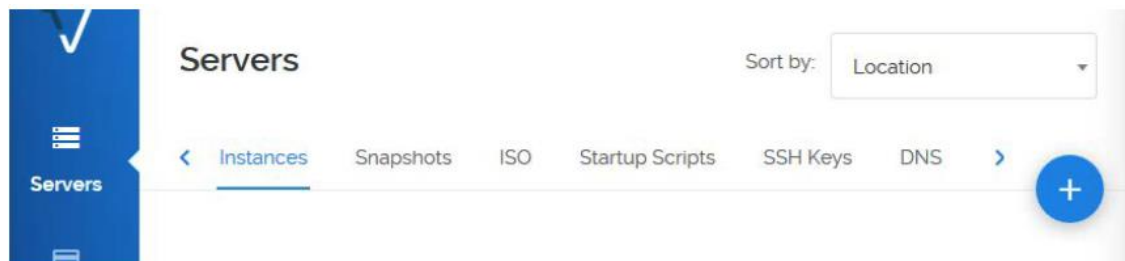 Servers
Sort by: Location
Instances Snapshots ISO Startup Scripts SSH Keys DNS
Servers